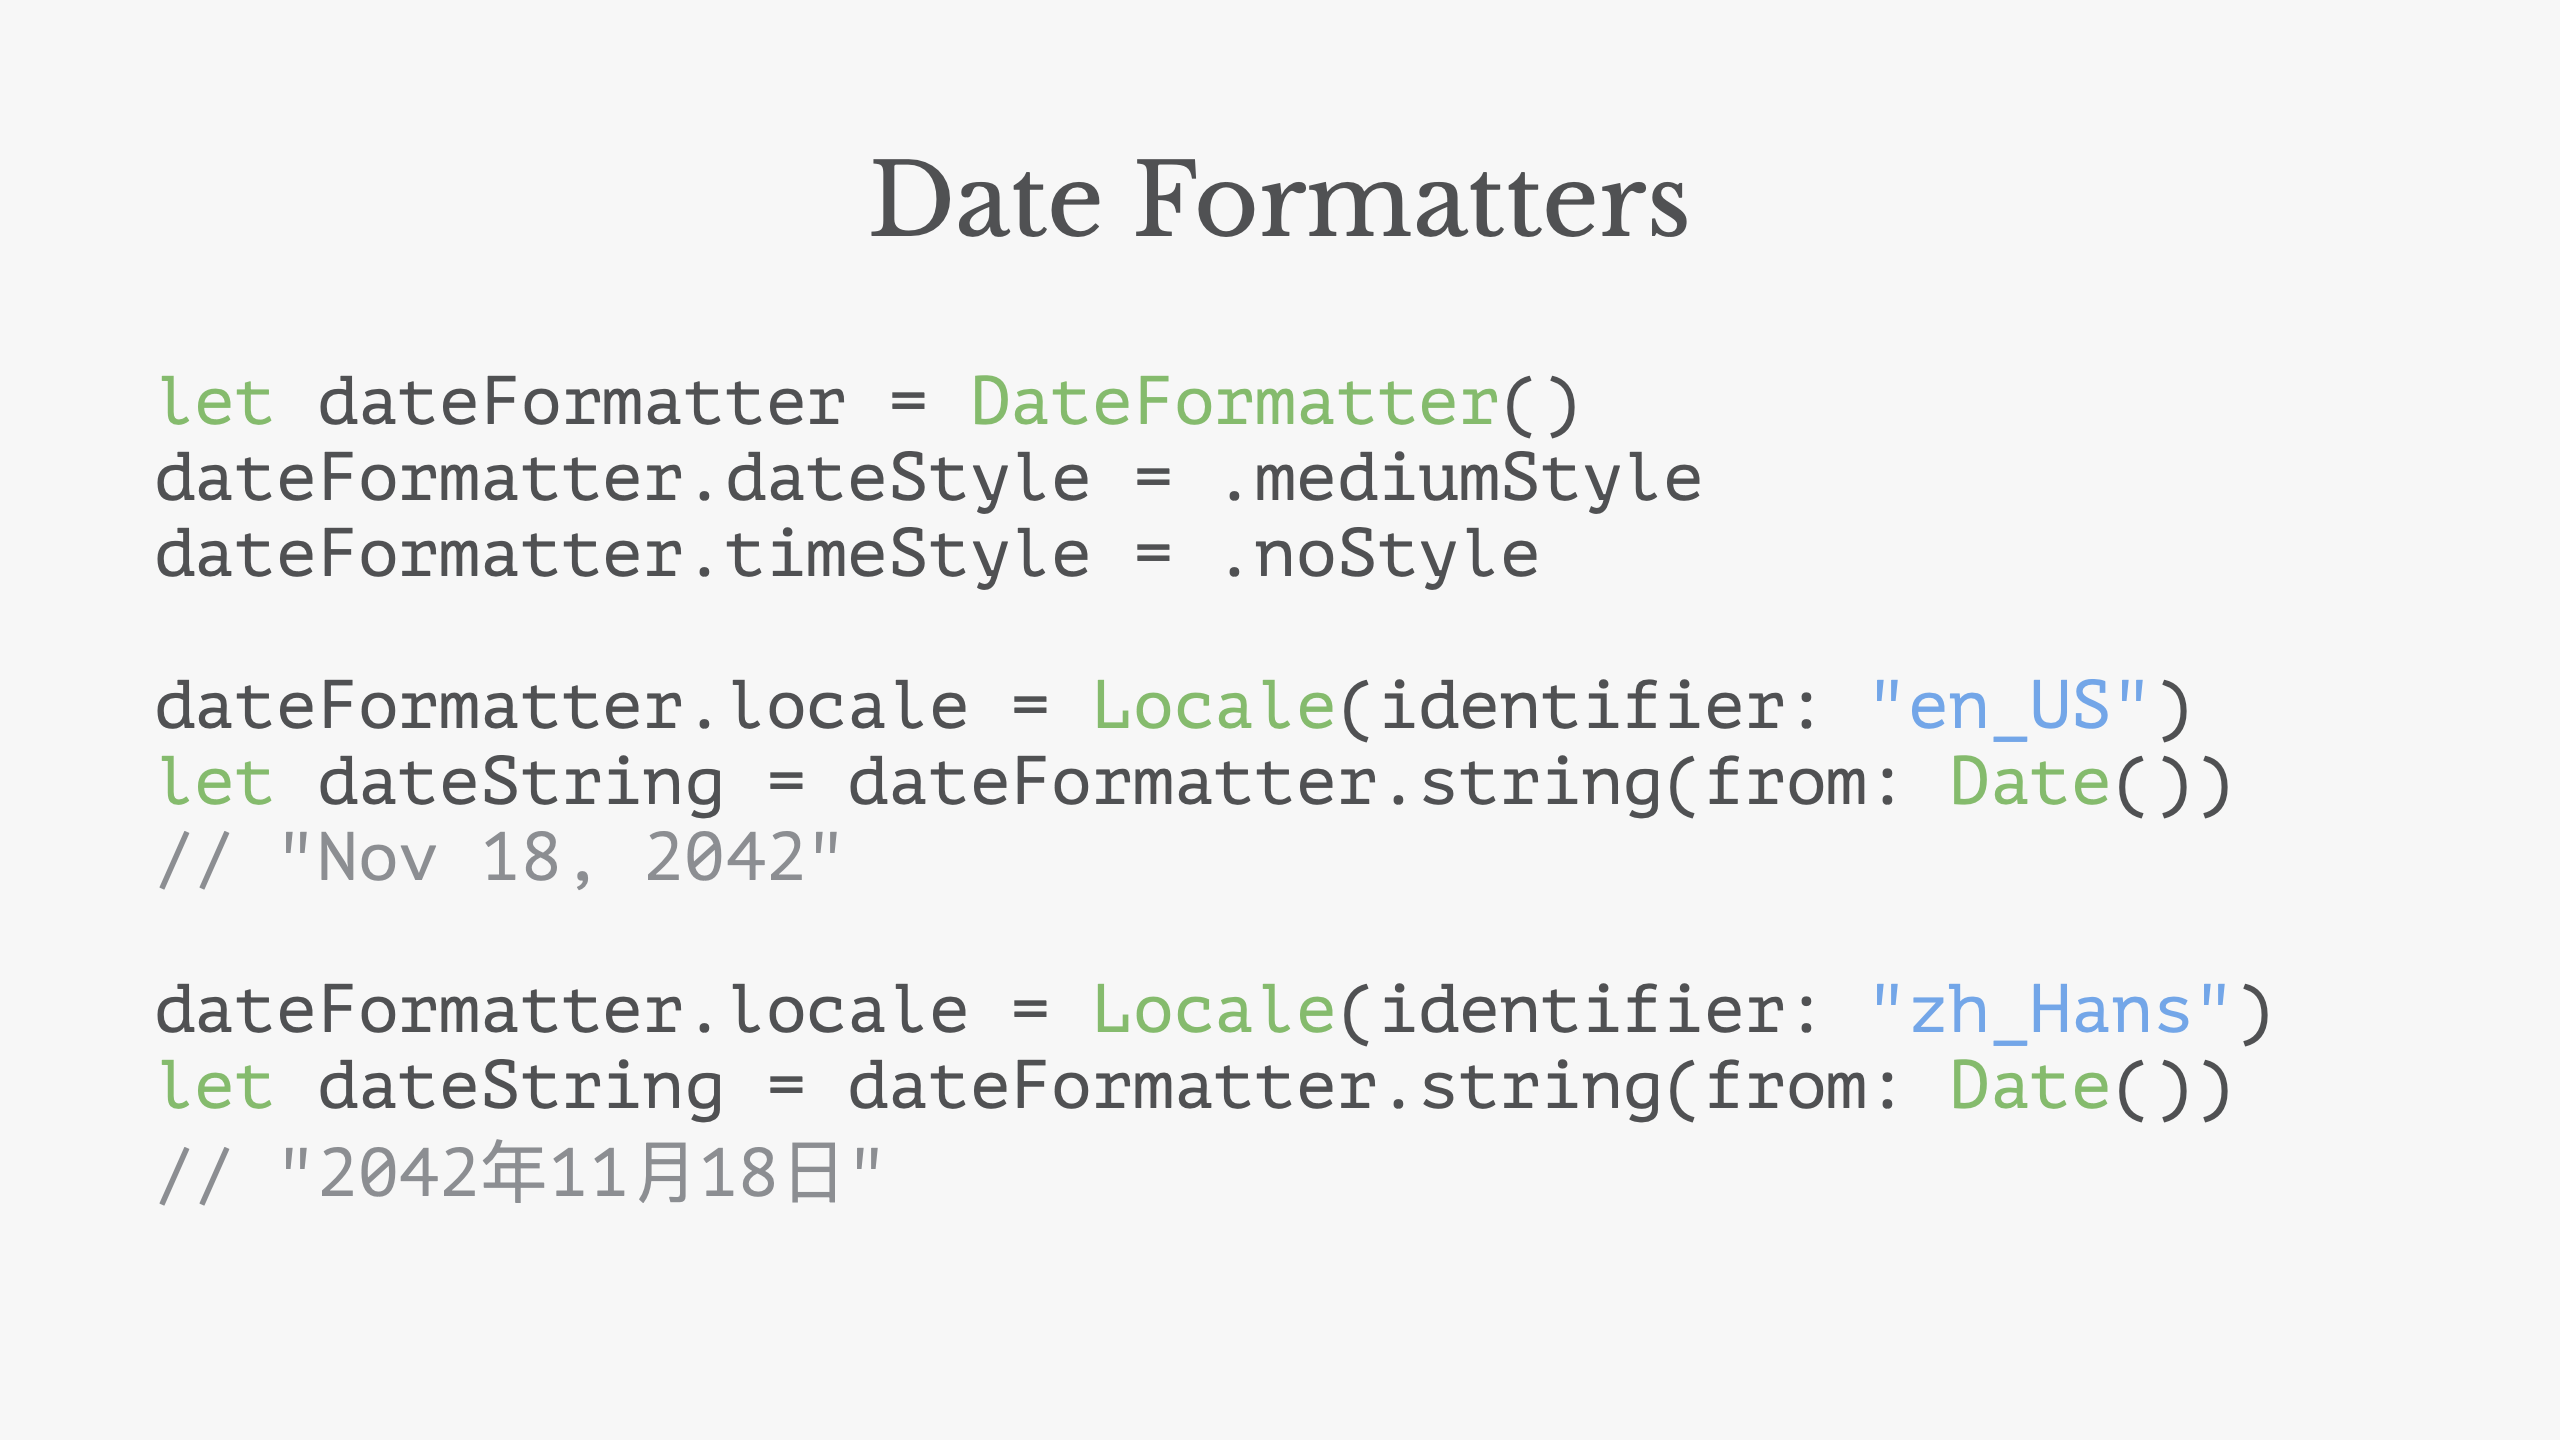 Date Formatters
let dateFormatter = DateFormatter()
dateFormatter.dateStyle = .mediumStyle
dateFormatter.timeStyle = .noStyle
dateFormatter.locale = Locale(identifier: "en_US")
let dateString = dateFormatter.string(from: Date())
// "Nov 18, 2042"
dateFormatter.locale = Locale(identifier: "zh_Hans")
let dateString = dateFormatter.string(from: Date())
// "2042年11月18日"